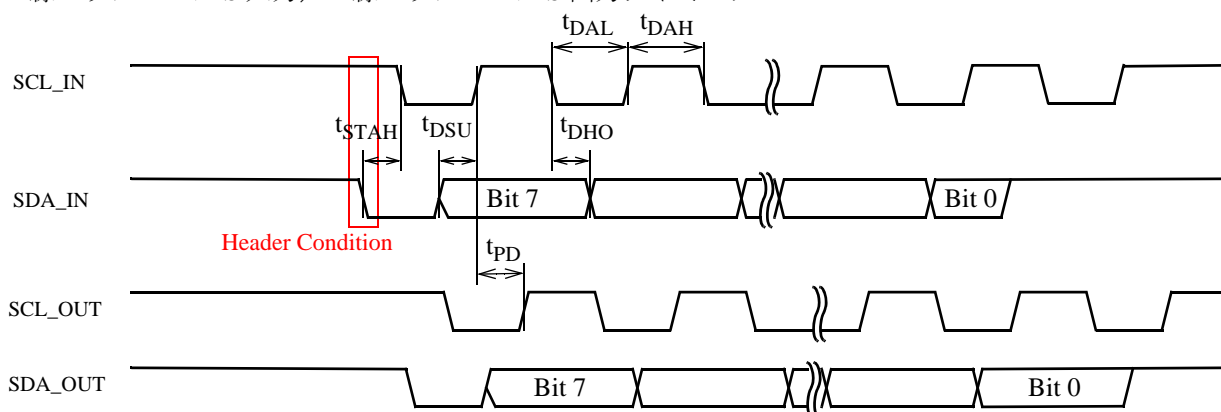 tDAL tDAH
SCL_IN
tSTAH tDSU tDHO
SDA_IN Bit 7 Bit 0
Header Condition
tPD
SCL_OUT
SDA_OUT Bit 7 Bit 0